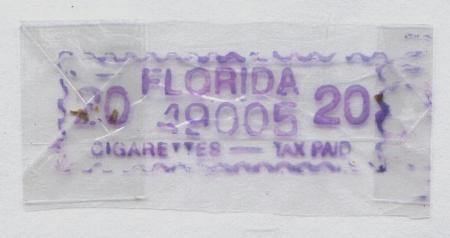 FLORIDA
20 49005 20
CIGARETTES — TAX PAID